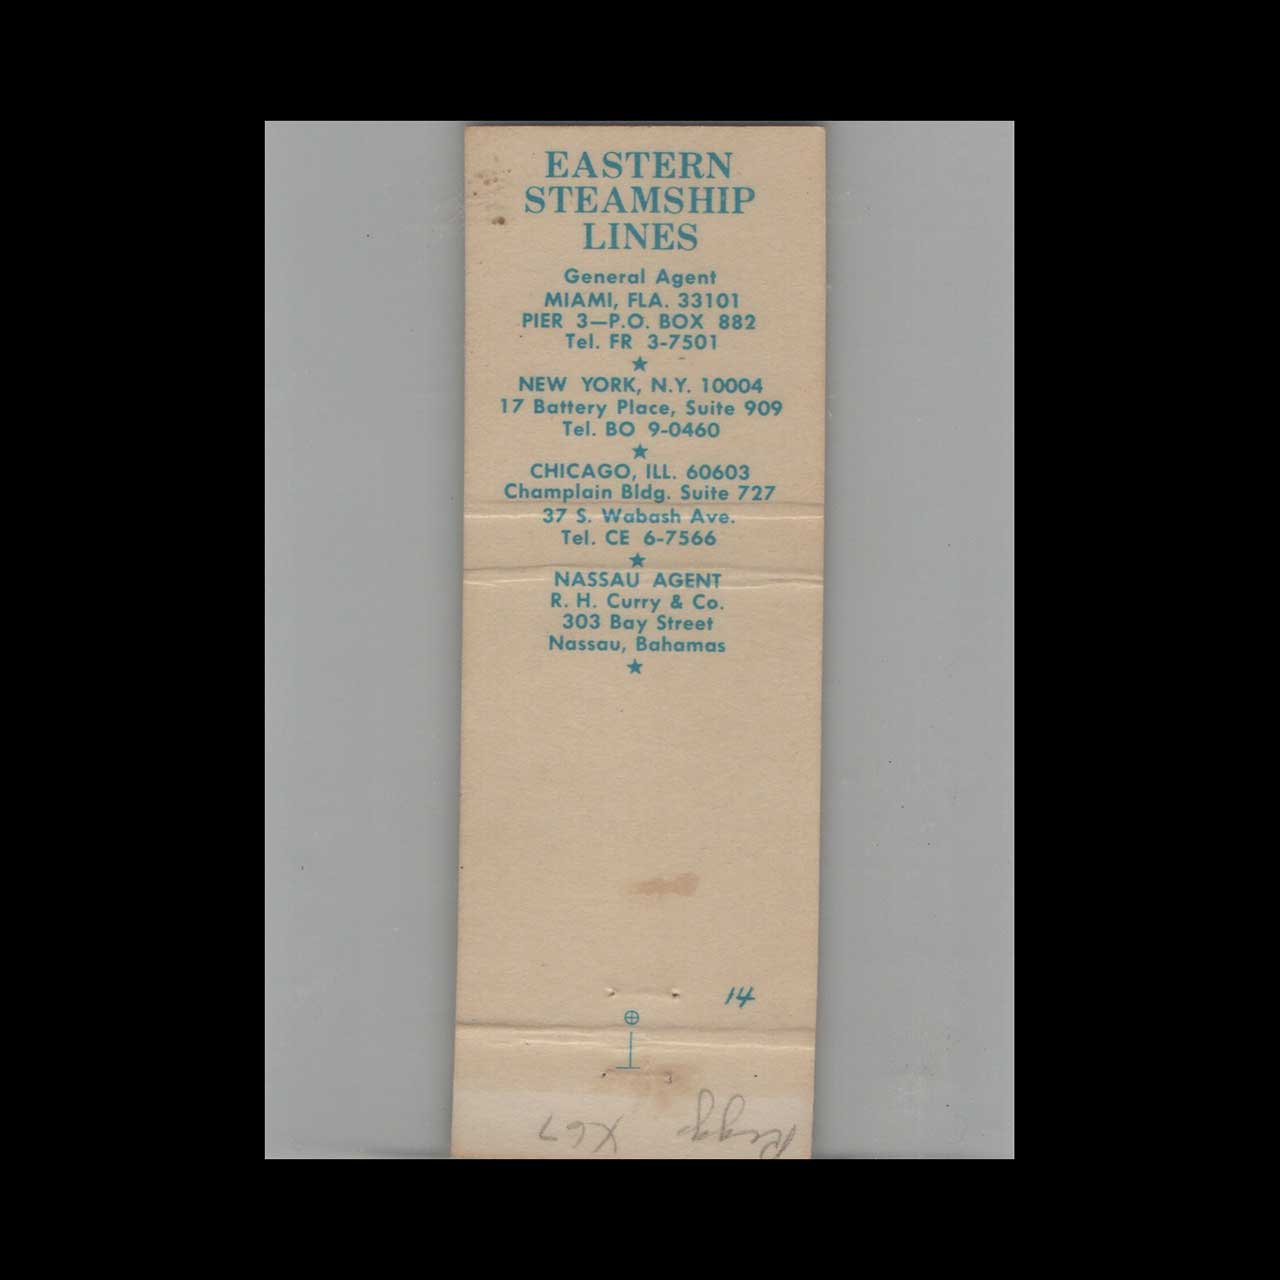 EASTERN
STEAMSHIP
LINES
General Agent
MIAMI, FLA. 33101
PIER 3—P.O. BOX 882
Tel. FR 3-7501
★
NEW YORK, N.Y. 10004
17 Battery Place, Suite 909
Tel. BO 9-0460
★
CHICAGO, ILL. 60603
Champlain Bldg. Suite 727
37 S. Wabash Ave.
Tel. CE 6-7566
★
NASSAU AGENT
R. H. Curry & Co.
303 Bay Street
Nassau, Bahamas
★
14